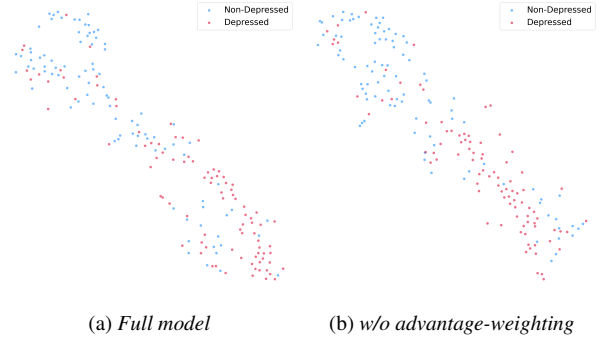 Non-Depressed
Depressed
Non-Depressed
Depressed
(a) Full model
(b) w/o advantage-weighting